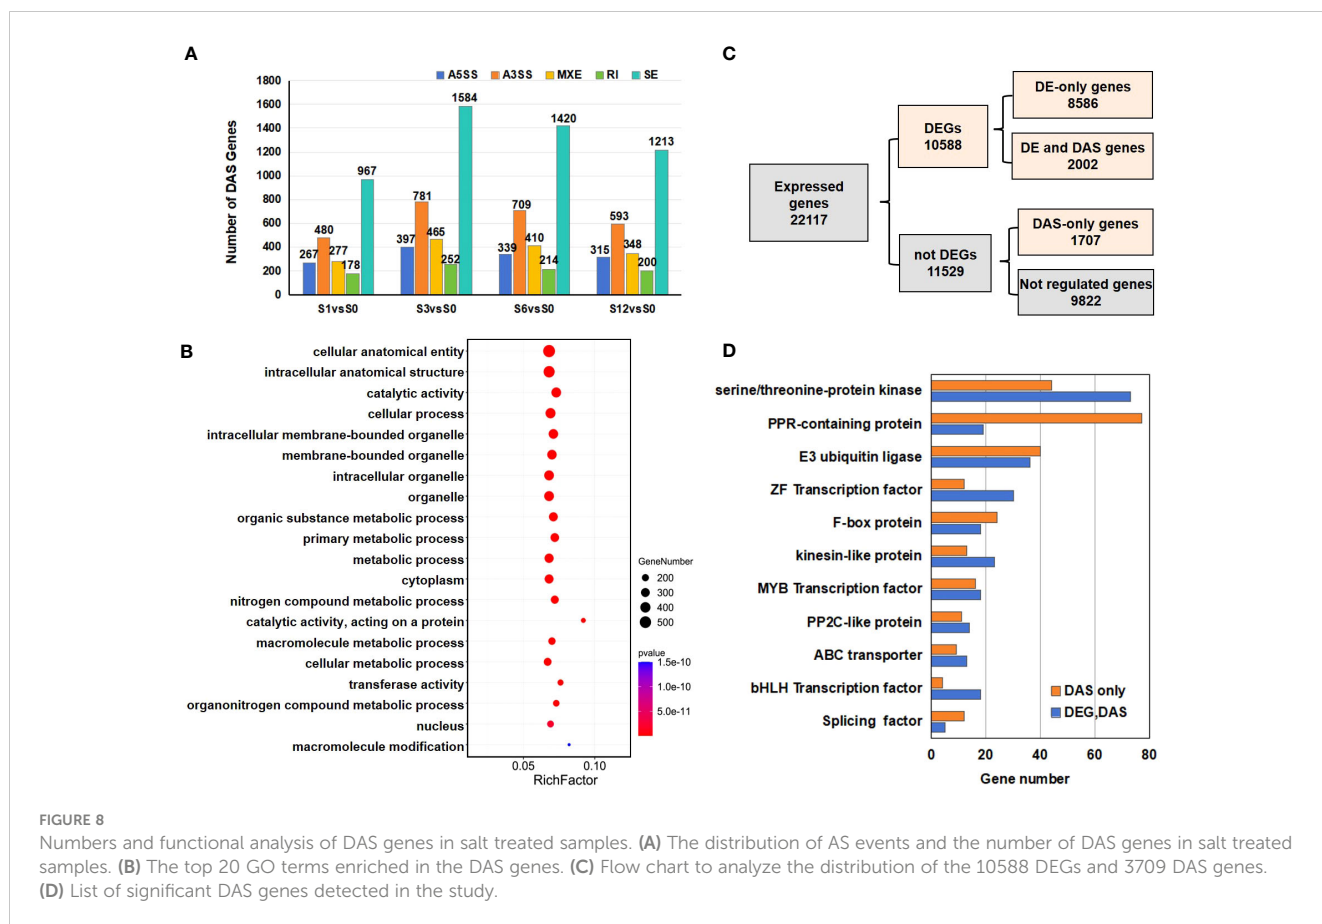 A
A5SS A3SS MXE RI SE
Number of DAS Genes
1800
1600
1400
1200
1000
800
600
400
200
0
267 480 277 178 967
397 781 465 252 1584
339 709 410 214 1420
315 593 348 200 1213
S1vsS0 S3vsS0 S6vsS0 S12vsS0
B
cellular anatomical entity
intracellular anatomical structure
catalytic activity
cellular process
intracellular membrane-bounded organelle
membrane-bounded organelle
intracellular organelle
organelle
organic substance metabolic process
primary metabolic process
metabolic process
cytoplasm
nitrogen compound metabolic process
catalytic activity, acting on a protein
macromolecule metabolic process
cellular metabolic process
transferase activity
organonitrogen compound metabolic process
nucleus
macromolecule modification
0.05 0.10
RichFactor
GeneNumber
200
300
400
500
pvalue
1.5e-10
1.0e-10
5.0e-11
C
Expressed
genes
22117
DEGs
10588
not DEGs
11529
DE-only genes
8586
DE and DAS genes
2002
DAS-only genes
1707
Not regulated genes
9822
D
serine/threonine-protein kinase
PPR-containing protein
E3 ubiquitin ligase
ZF Transcription factor
F-box protein
kinesin-like protein
MYB Transcription factor
PP2C-like protein
ABC transporter
bHLH Transcription factor
Splicing factor
DAS only
DEG,DAS
0 20 40 60 80
Gene number
FIGURE 8
Numbers and functional analysis of DAS genes in salt treated samples. (A) The distribution of AS events and the number of DAS genes in salt treated
samples. (B) The top 20 GO terms enriched in the DAS genes. (C) Flow chart to analyze the distribution of the 10588 DEGs and 3709 DAS genes.
(D) List of significant DAS genes detected in the study.